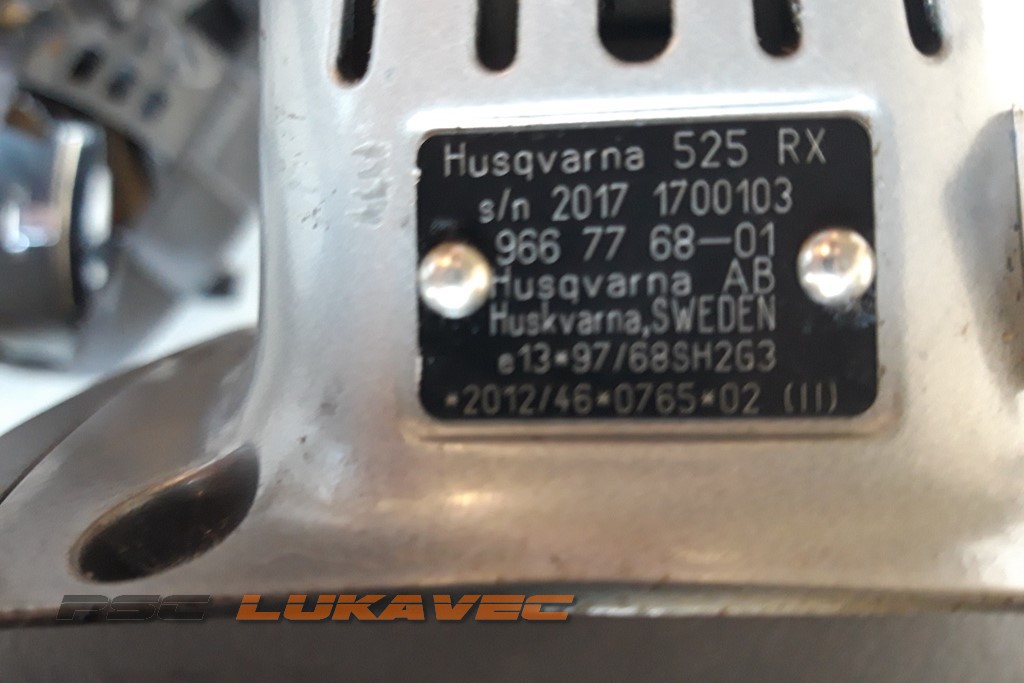 Husqvarna 525 RX
s/n 2017 1700103
966 77 68-01
Husqvarna AB
Huskvarna, SWEDEN
e13*97/68SH2G3
*2012/46*0765*02 (II)
PSC LUKAVEC